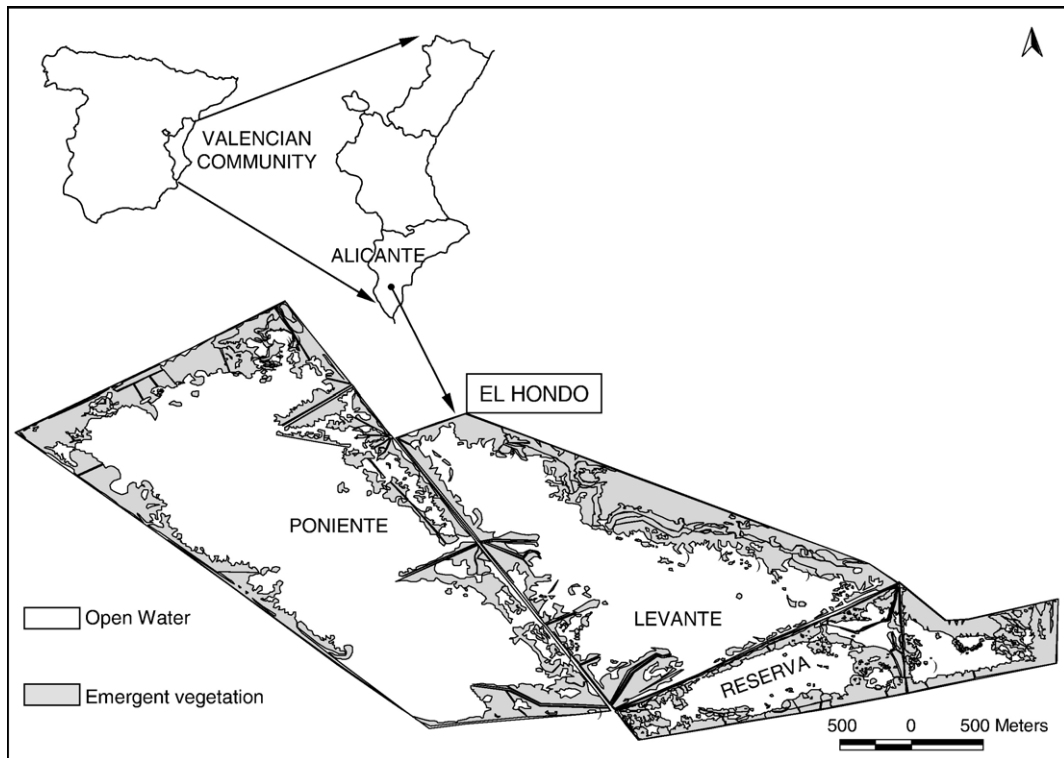 VALENCIAN
COMMUNITY
ALICANTE
EL HONDO
PONIENTE
LEVANTE
RESERVA
Open Water
Emergent vegetation
500 0 500 Meters